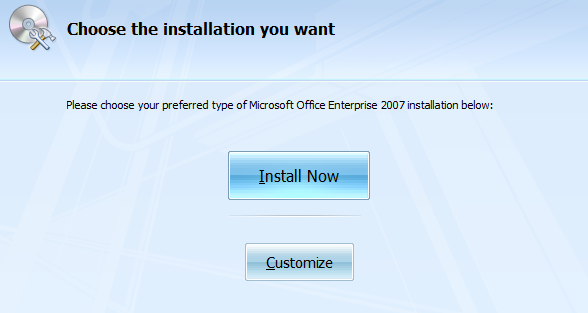 Choose the installation you want
Please choose your preferred type of Microsoft Office Enterprise 2007 installation below:
Install Now
Customize